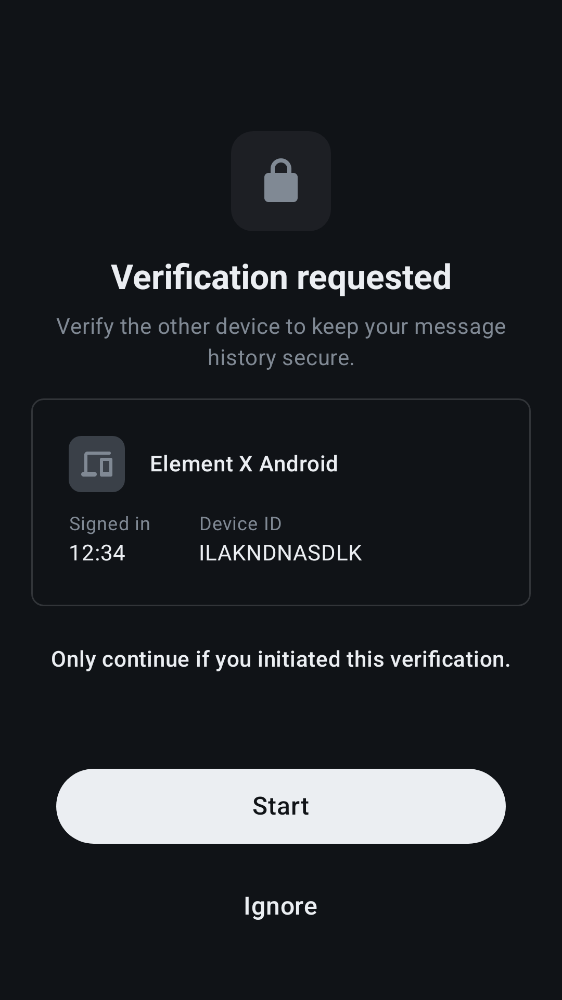 Verification requested
Verify the other device to keep your message
history secure.
Element X Android
Signed in
Device ID
12:34
ILAKNDNASDLK
Only continue if you initiated this verification.
Start
Ignore